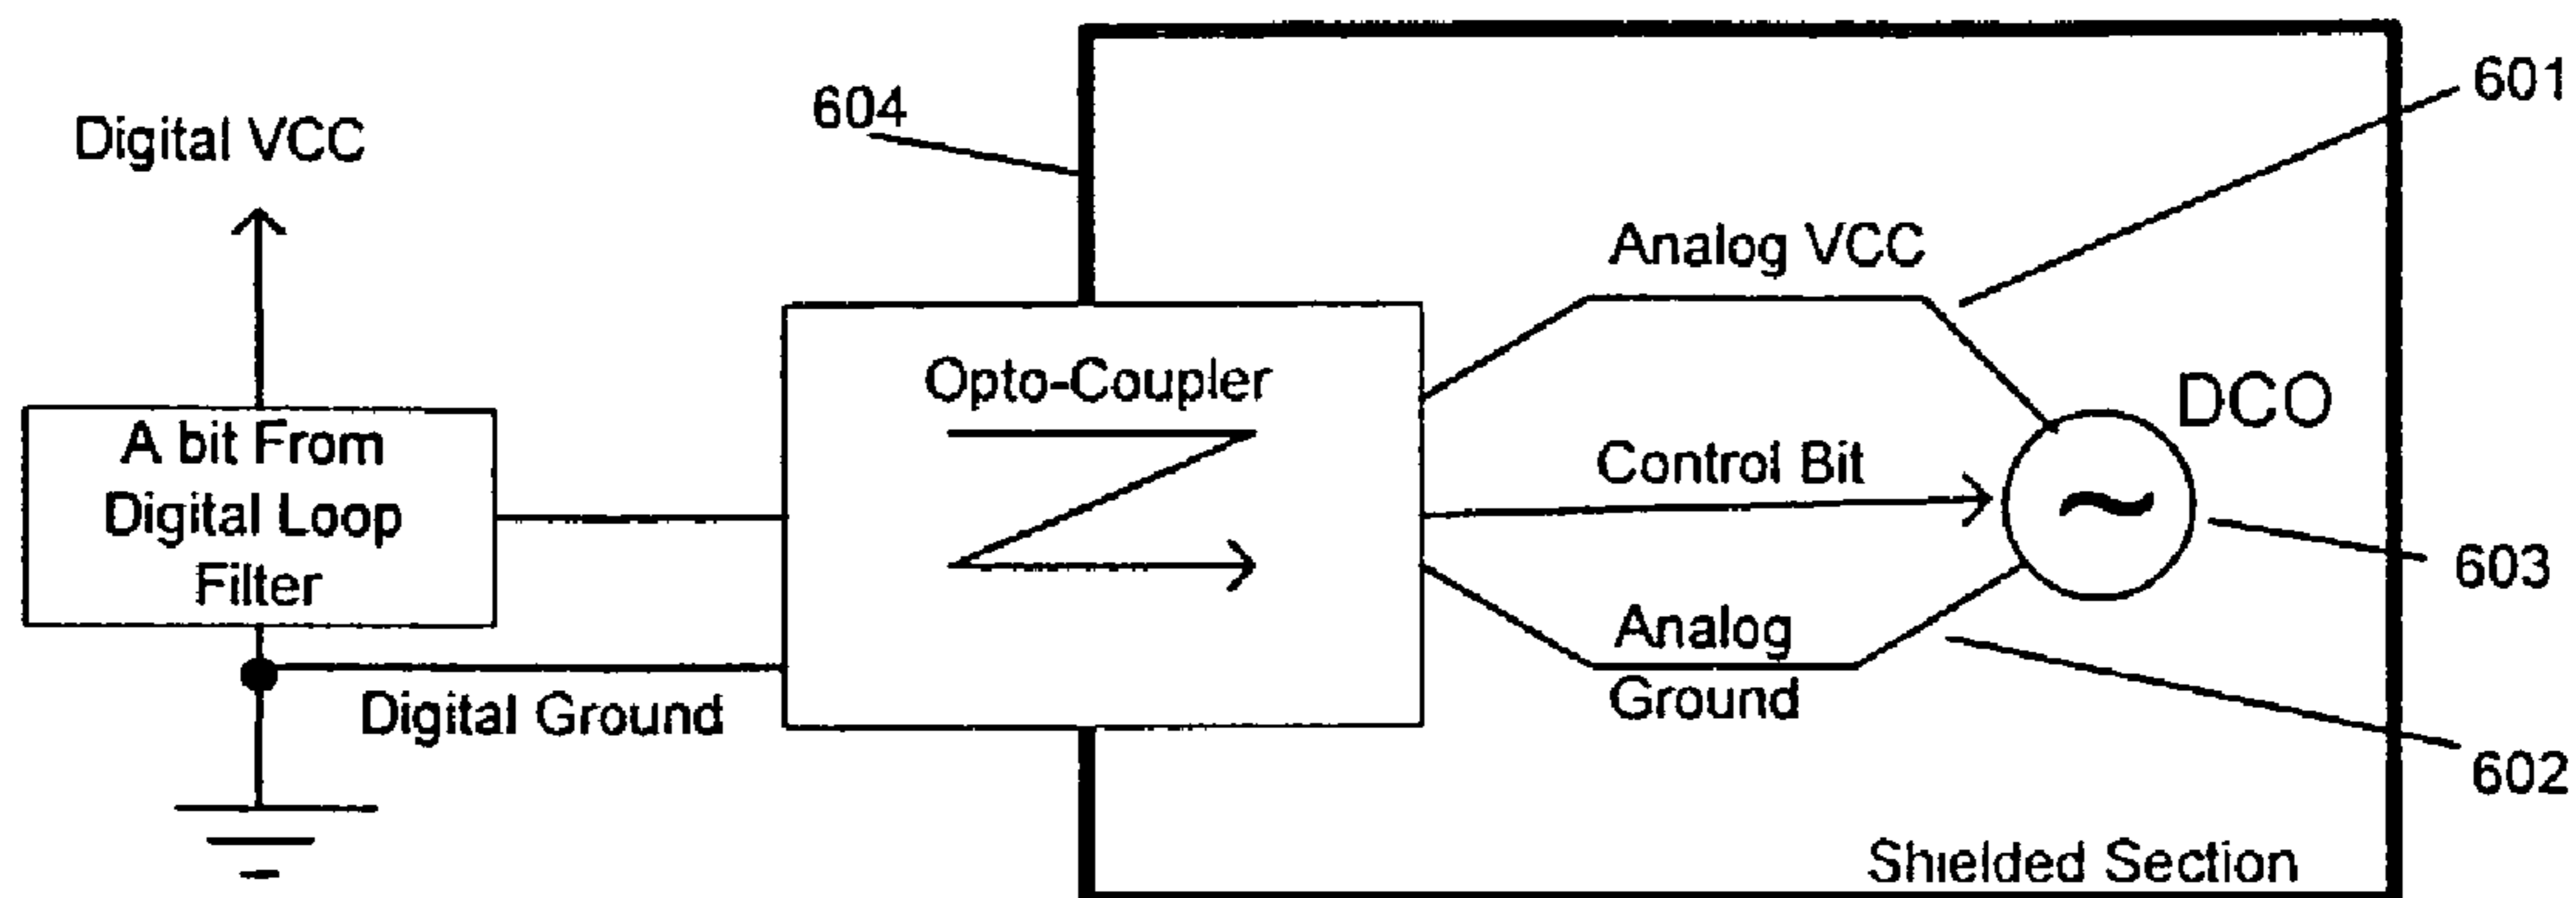 601
604
Digital VCC
Analog VCC
Opto-Coupler
DCO
A bit From
Digital Loop
Filter
Control Bit
603
Analog
Ground
Digital Ground
602
Shielded Section